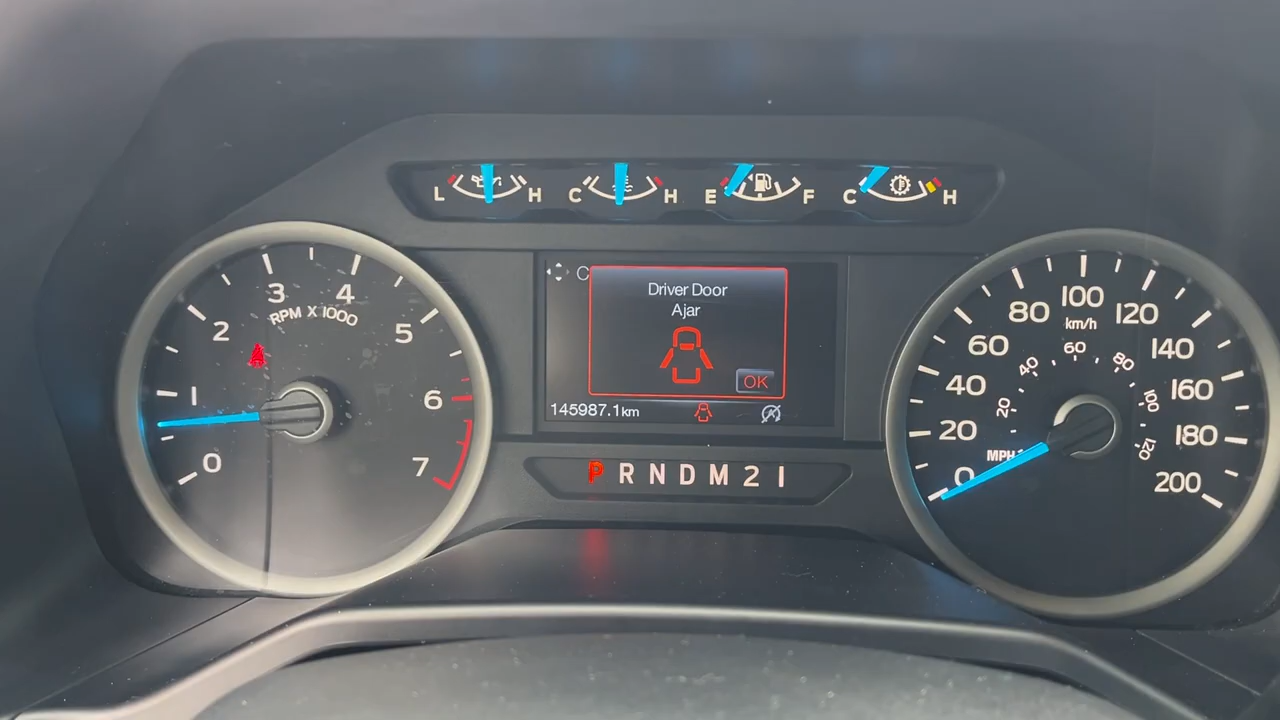 L H C H E F C H
0 1 2 3 4 5 6 7
RPM X 1000
C
Driver Door
Ajar
OK
145987.1km
P R N D M 2 1
0 20 40 60 80 100 120 140 160 180 200
km/h
20 40 60 80 100 120
MPH